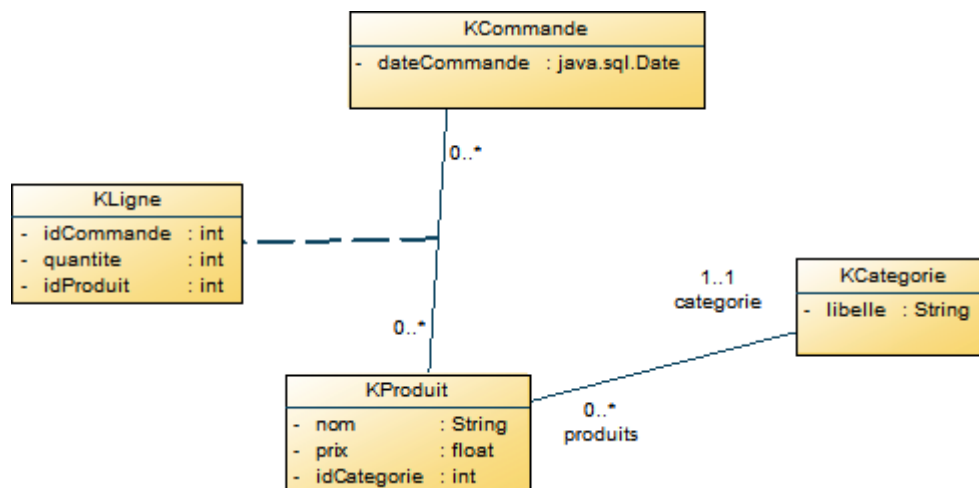 KCommande
- dateCommande : java.sql.Date
0..*
KLigne
- idCommande : int
- quantite : int
- idProduit : int
0..*
1..1
categorie
KCategorie
- libelle : String
KProduit
- nom : String
- prix : float
- idCategorie : int
0..*
produits